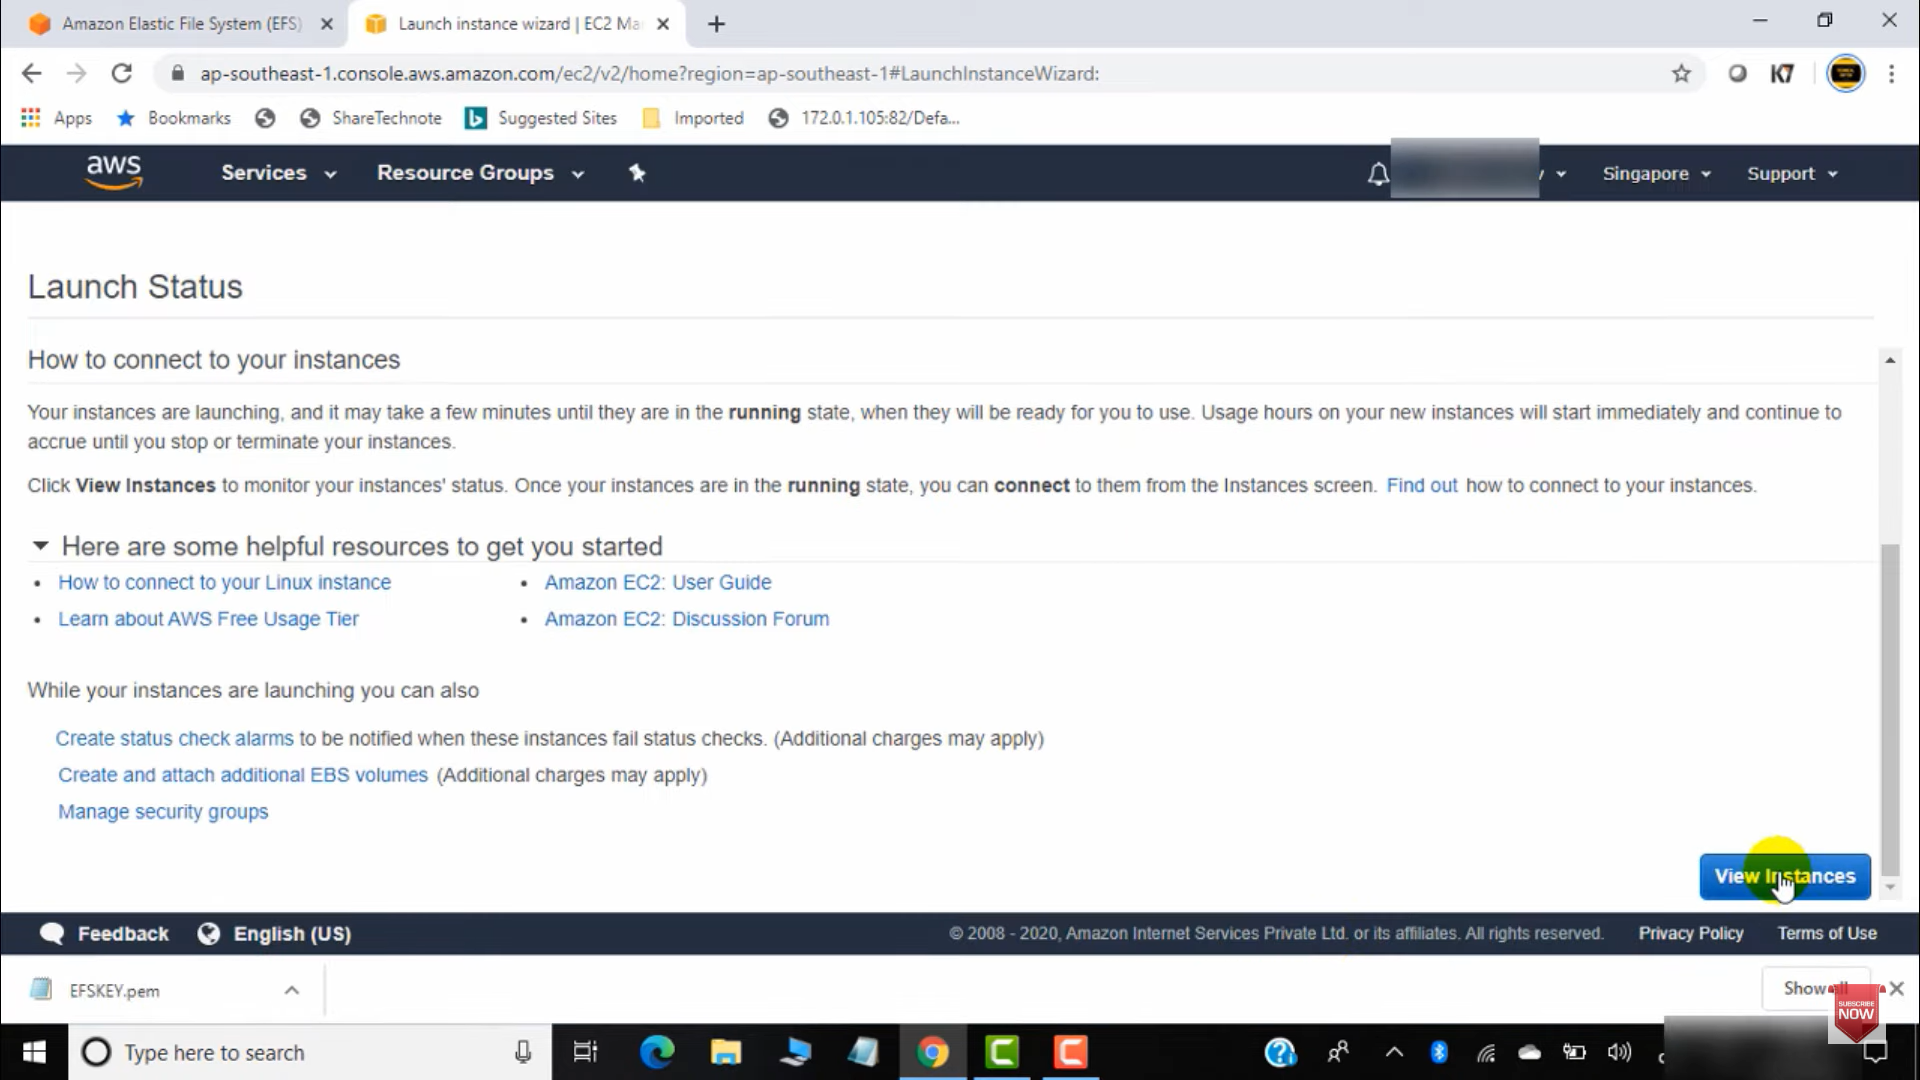 Amazon Elastic File System (EFS)
Launch instance wizard | EC2 Ma
ap-southeast-1.console.aws.amazon.com/ec2/v2/home?region=ap-southeast-1#LaunchInstanceWizard:
K7
Apps
Bookmarks
ShareTechnote
Suggested Sites
Imported
172.0.1.105:82/Defa...
aws
Services
Resource Groups
Singapore
Support
Launch Status
How to connect to your instances
Your instances are launching, and it may take a few minutes until they are in the running state, when they will be ready for you to use. Usage hours on your new instances will start immediately and continue to
accrue until you stop or terminate your instances.
Click View Instances to monitor your instances' status. Once your instances are in the running state, you can connect to them from the Instances screen. Find out how to connect to your instances.
Here are some helpful resources to get you started
• How to connect to your Linux instance
• Amazon EC2: User Guide
• Learn about AWS Free Usage Tier
• Amazon EC2: Discussion Forum
While your instances are launching you can also
Create status check alarms to be notified when these instances fail status checks. (Additional charges may apply)
Create and attach additional EBS volumes (Additional charges may apply)
Manage security groups
View Instances
Feedback
English (US)
© 2008 - 2020, Amazon Internet Services Private Ltd. or its affiliates. All rights reserved.
Privacy Policy
Terms of Use
EFSKEY.pem
Show all
SUBSCRIBE
NOW
Type here to search